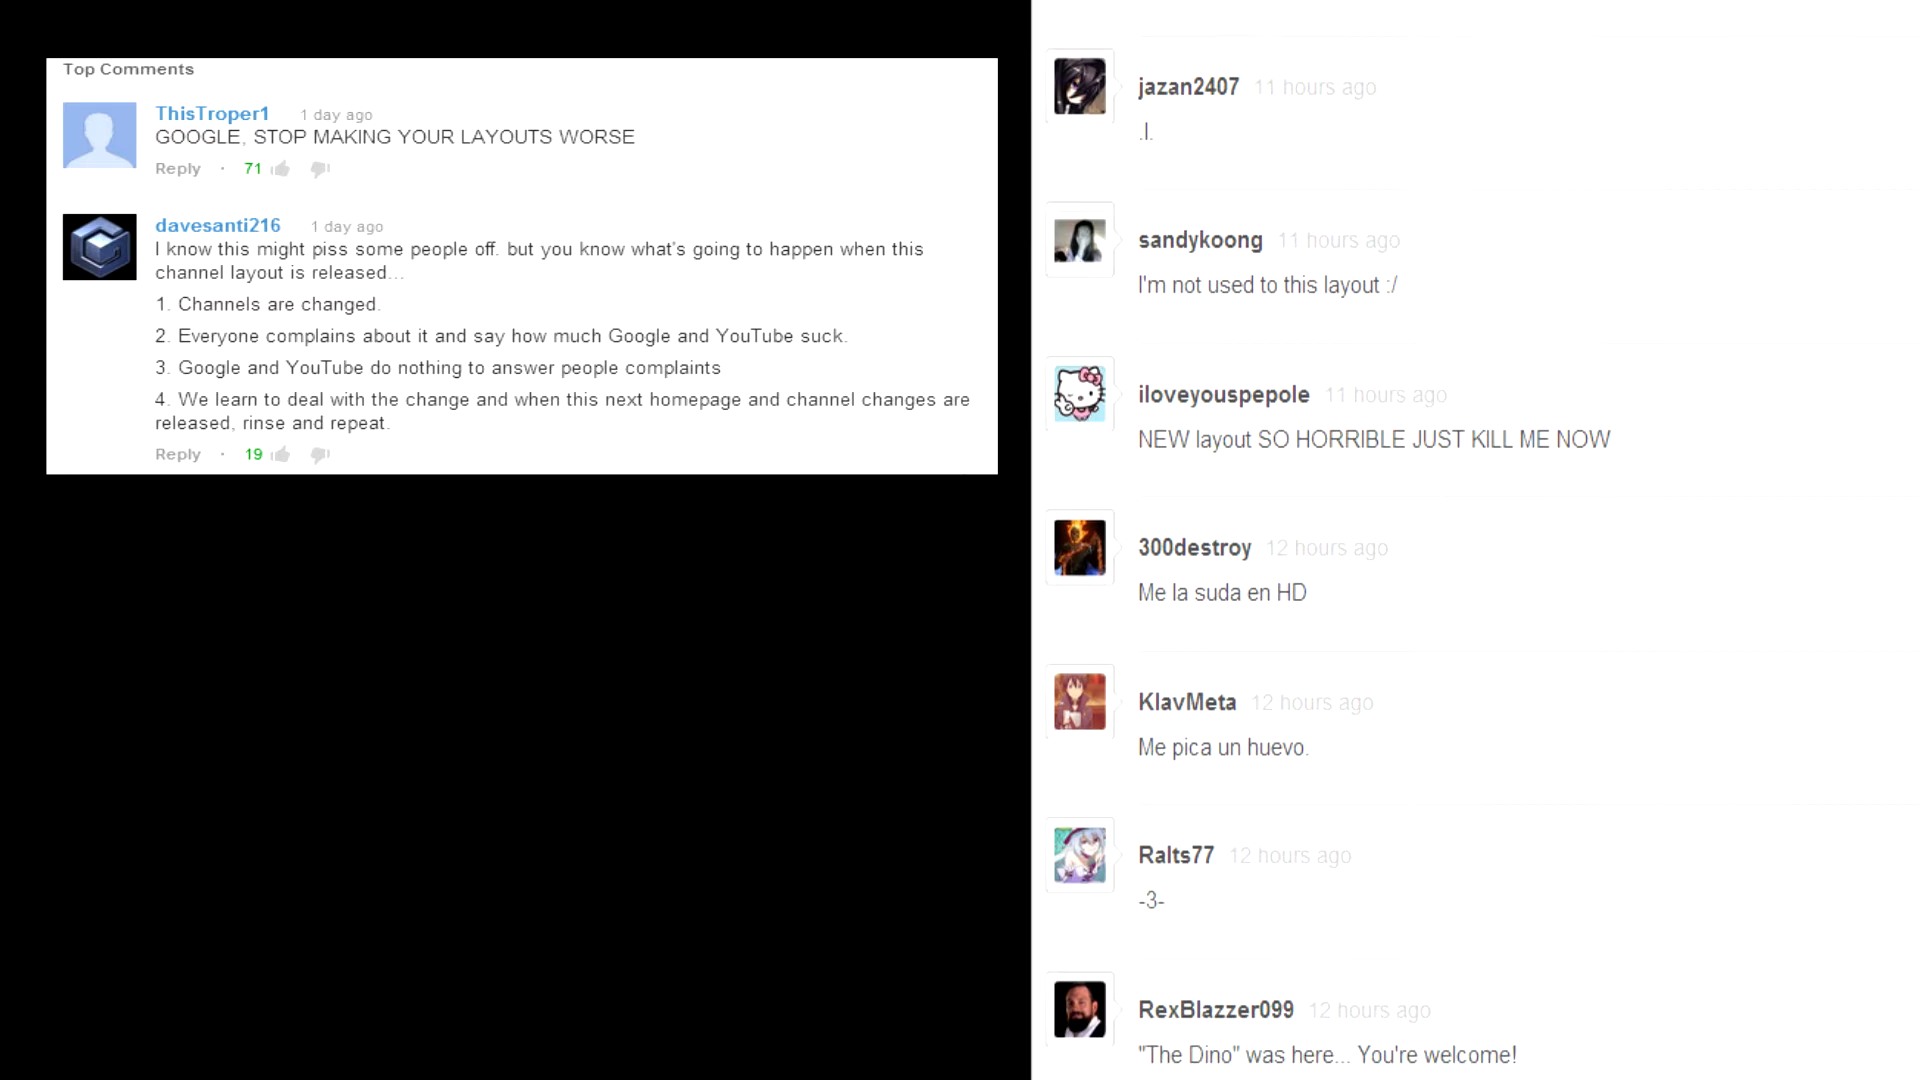 Top Comments
ThisTroper1 1 day ago
GOOGLE, STOP MAKING YOUR LAYOUTS WORSE
Reply · 71
davesanti216 1 day ago
I know this might piss some people off. but you know what's going to happen when this
channel layout is released...
1. Channels are changed.
2. Everyone complains about it and say how much Google and YouTube suck.
3. Google and YouTube do nothing to answer people complaints
4. We learn to deal with the change and when this next homepage and channel changes are
released, rinse and repeat.
Reply · 19
jazan2407 11 hours ago
.I.
sandykoong 11 hours ago
I'm not used to this layout :/
iloveyouspepole 11 hours ago
NEW layout SO HORRIBLE JUST KILL ME NOW
300destroy 12 hours ago
Me la suda en HD
KlavMeta 12 hours ago
Me pica un huevo.
Ralts77 12 hours ago
-3-
RexBlazzer099 12 hours ago
"The Dino" was here... You're welcome!